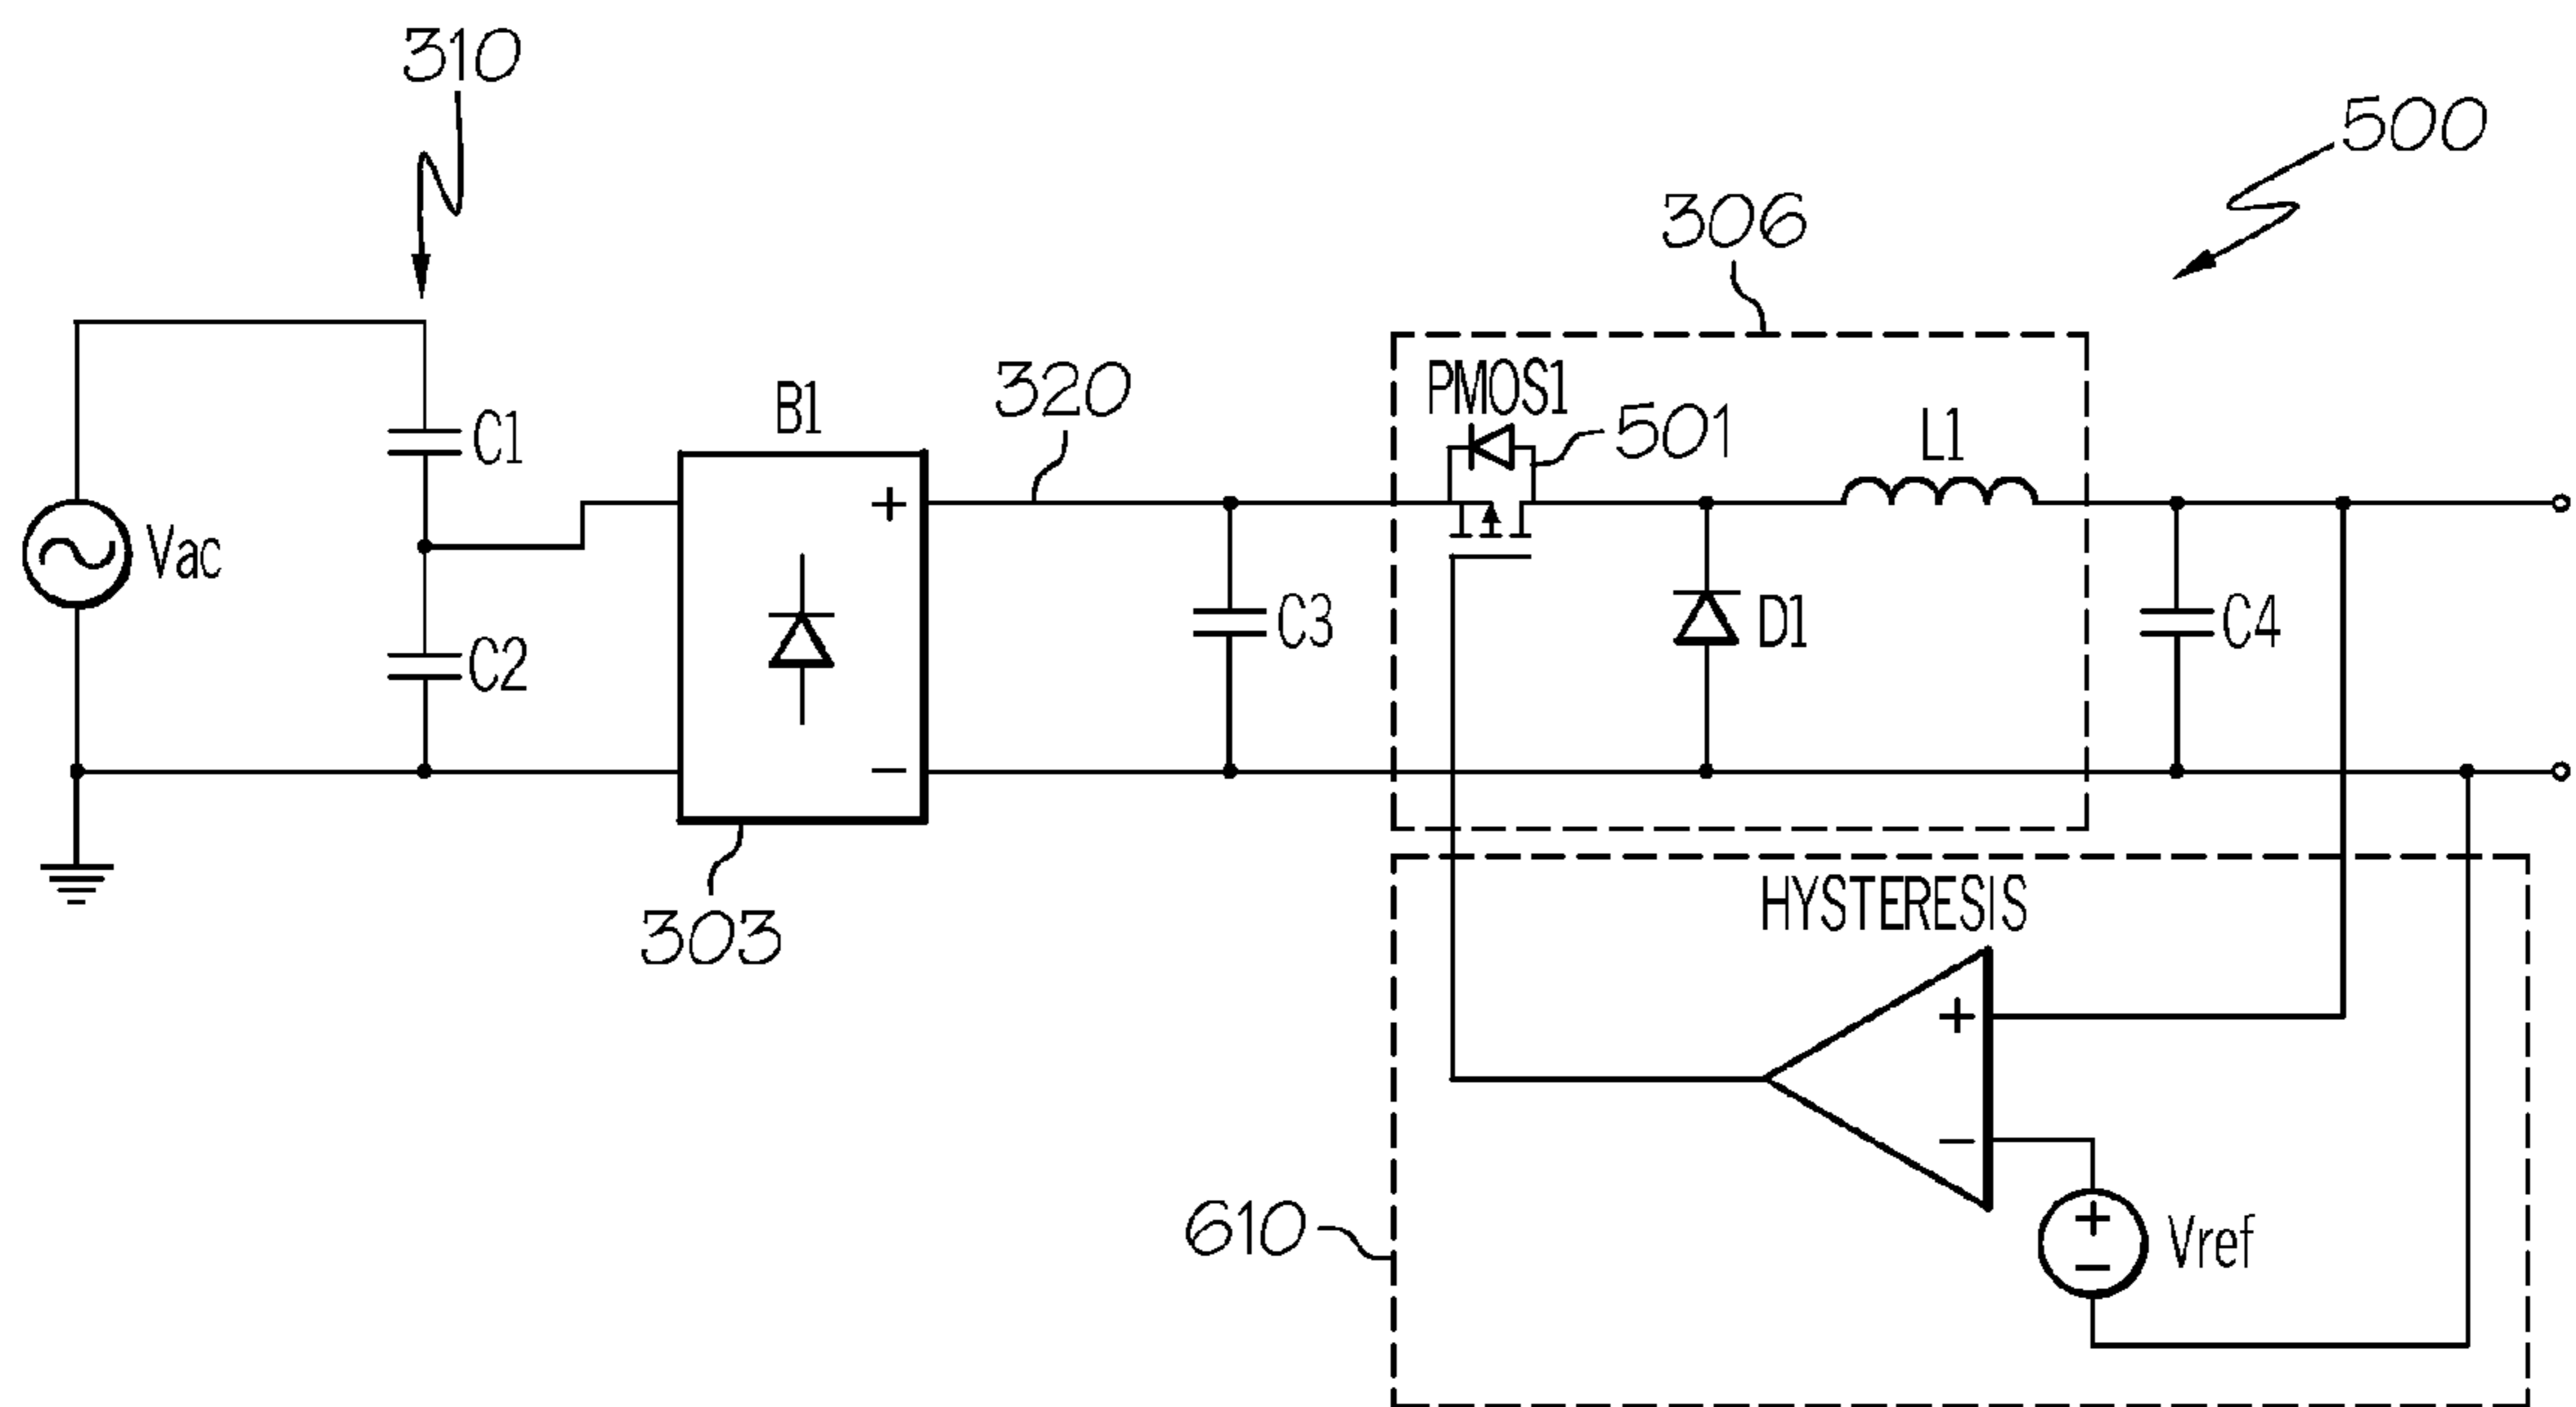 310
500
306
320
PMOS1
501
L1
B1
C1
+
Vac
C3
D1
C4
C2
−
303
HYSTERESIS
+
−
610
+
−
Vref